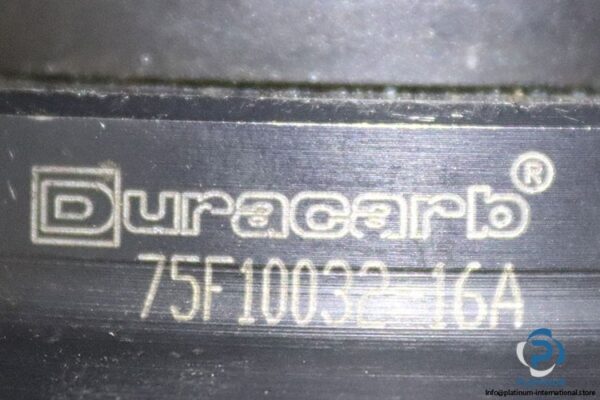 Duracarb®
75F10032-16A
info@platinum-international.store